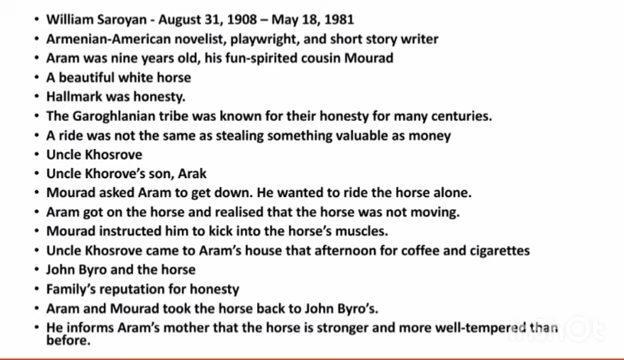 • William Saroyan - August 31, 1908 – May 18, 1981
• Armenian-American novelist, playwright, and short story writer
• Aram was nine years old, his fun-spirited cousin Mourad
• A beautiful white horse
• Hallmark was honesty.
• The Garoghlanian tribe was known for their honesty for many centuries.
• A ride was not the same as stealing something valuable as money
• Uncle Khosrove
• Uncle Khorove’s son, Arak
• Mourad asked Aram to get down. He wanted to ride the horse alone.
• Aram got on the horse and realised that the horse was not moving.
• Mourad instructed him to kick into the horse’s muscles.
• Uncle Khosrove came to Aram’s house that afternoon for coffee and cigarettes
• John Byro and the horse
• Family’s reputation for honesty
• Aram and Mourad took the horse back to John Byro’s.
• He informs Aram’s mother that the horse is stronger and more well-tempered than
before.